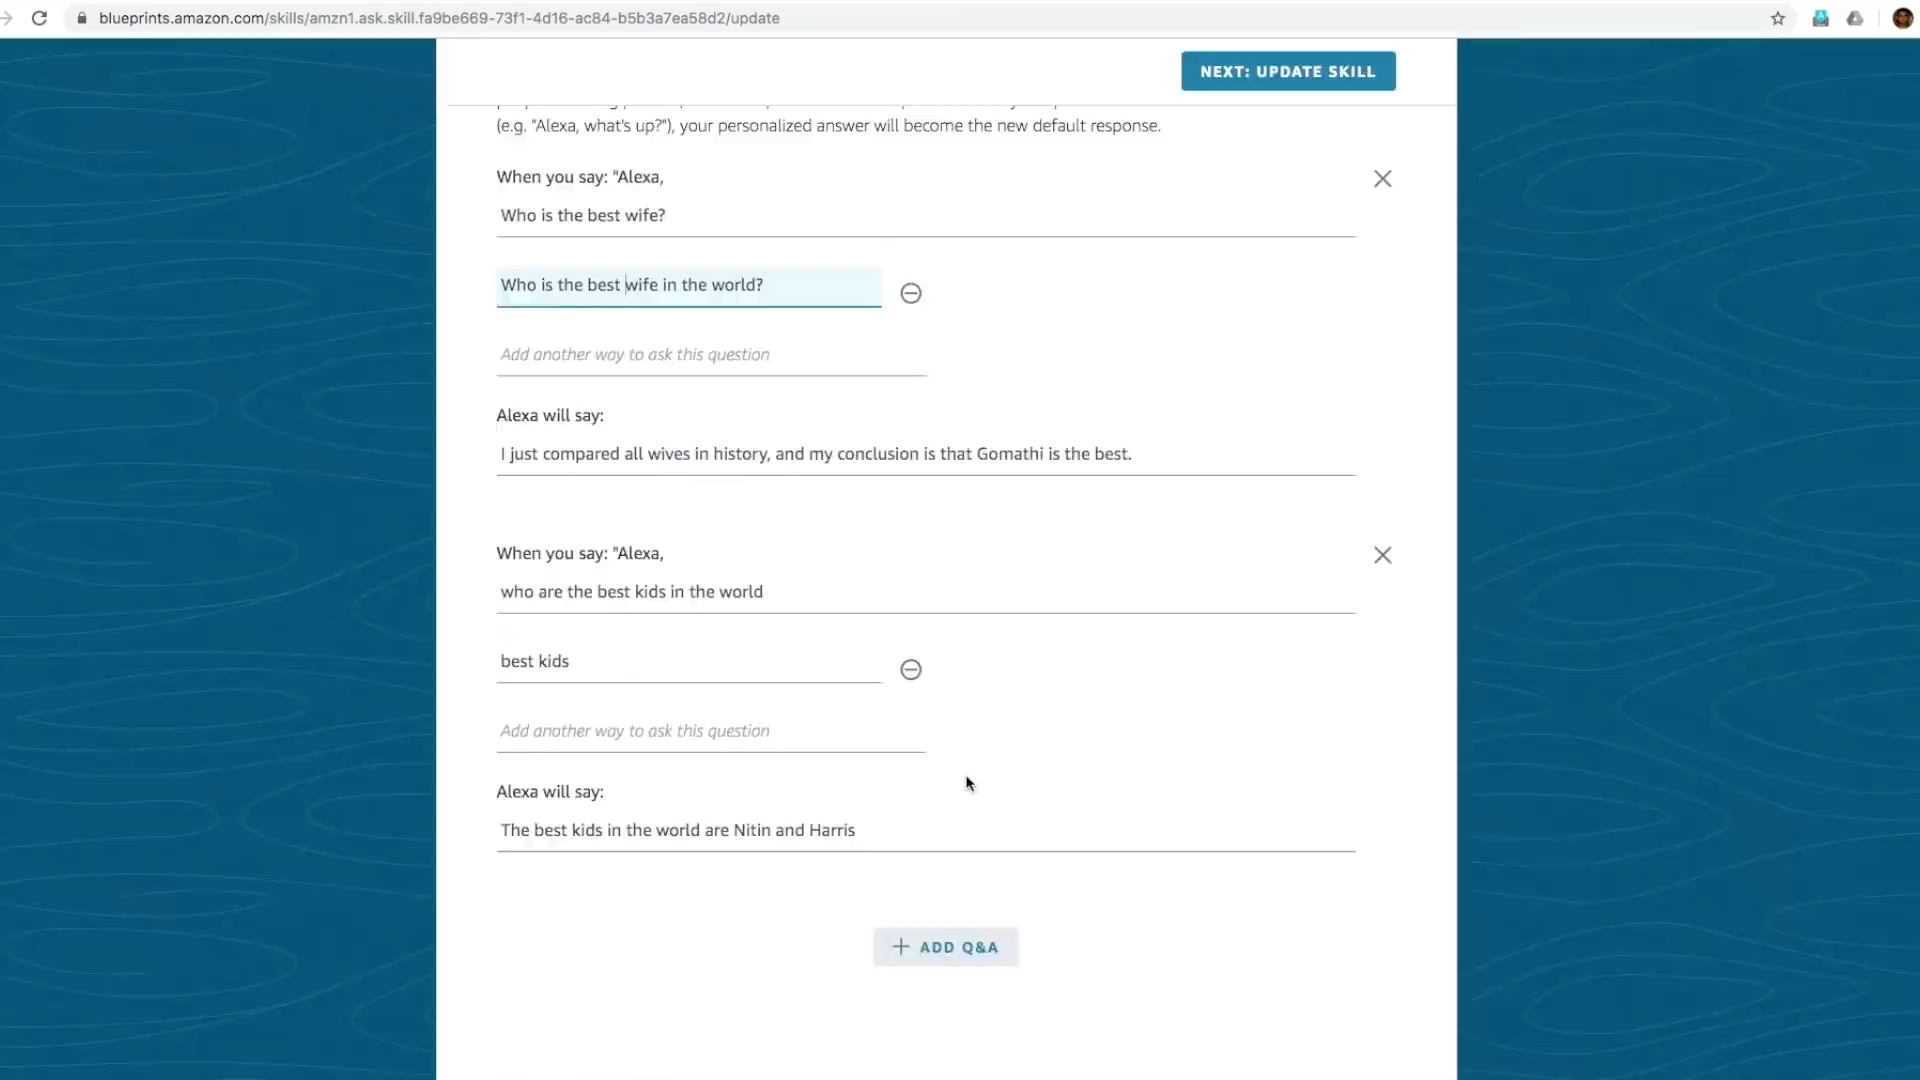 blueprints.amazon.com/skills/amzn1.ask.skill.fa9be669-73f1-4d16-ac84-b5b3a7ea58d2/update
NEXT: UPDATE SKILL
(e.g. "Alexa, what's up?"), your personalized answer will become the new default response.
When you say: "Alexa,
Who is the best wife?
Who is the best wife in the world?
Add another way to ask this question
Alexa will say:
I just compared all wives in history, and my conclusion is that Gomathi is the best.
When you say: "Alexa,
who are the best kids in the world
best kids
Add another way to ask this question
Alexa will say:
The best kids in the world are Nitin and Harris
+ ADD Q&A